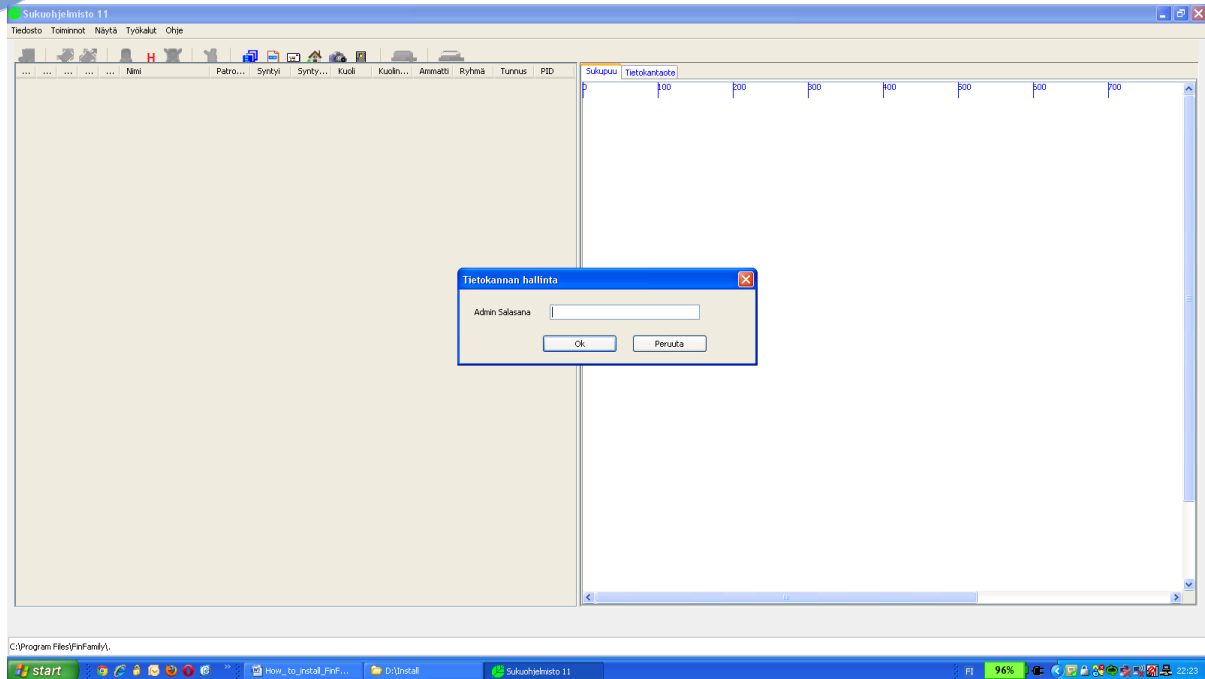 Sukuohjelmisto 11
Tiedosto Toiminnot Näytä Työkalut Ohje
H
... ... ... ... ... Nimi Patro... Syntyi Synty... Kuoli Kuolin... Ammatti Ryhmä Tunnus PID
Sukupuu Tietokantaote
0 100 200 300 400 500 600 700
Tietokannan hallinta
Admin Salasana
Ok Peruuta
C:\Program Files\FinFamily\.
start How_to_install_FinF... D:\Install Sukuohjelmisto 11 FI 96% 22:23